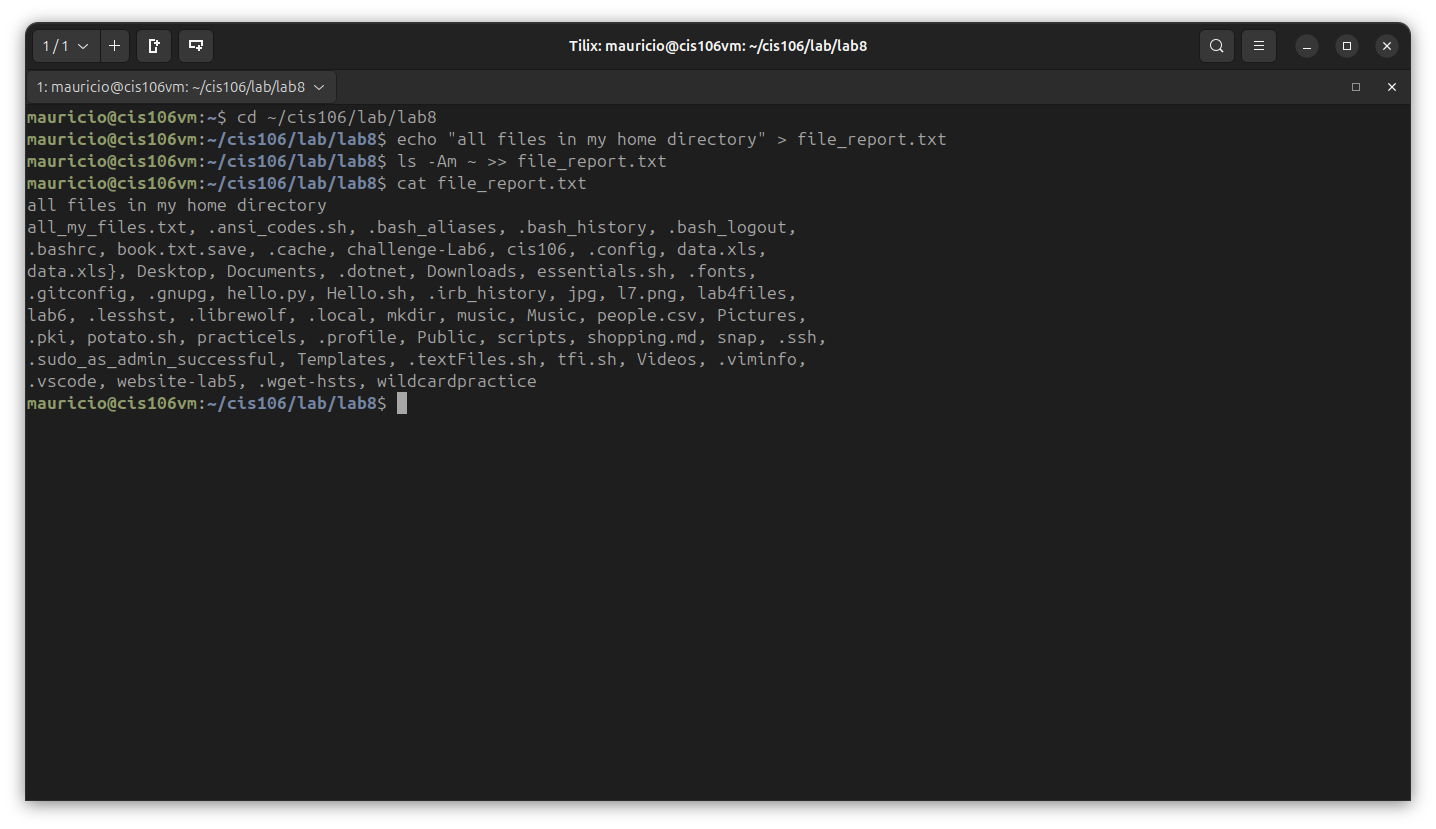 1 / 1
Tilix: mauricio@cis106vm: ~/cis106/lab/lab8
1: mauricio@cis106vm: ~/cis106/lab/lab8
mauricio@cis106vm:~$ cd ~/cis106/lab/lab8
mauricio@cis106vm:~/cis106/lab/lab8$ echo "all files in my home directory" > file_report.txt
mauricio@cis106vm:~/cis106/lab/lab8$ ls -Am ~ >> file_report.txt
mauricio@cis106vm:~/cis106/lab/lab8$ cat file_report.txt
all files in my home directory
all_my_files.txt, .ansi_codes.sh, .bash_aliases, .bash_history, .bash_logout,
.bashrc, book.txt.save, .cache, challenge-Lab6, cis106, .config, data.xls,
data.xls}, Desktop, Documents, .dotnet, Downloads, essentials.sh, .fonts,
.gitconfig, .gnupg, hello.py, Hello.sh, .irb_history, jpg, l7.png, lab4files,
lab6, .lesshst, .librewolf, .local, mkdir, music, Music, people.csv, Pictures,
.pki, potato.sh, practicels, .profile, Public, scripts, shopping.md, snap, .ssh,
.sudo_as_admin_successful, Templates, .textFiles.sh, tfi.sh, Videos, .viminfo,
.vscode, website-lab5, .wget-hsts, wildcardpractice
mauricio@cis106vm:~/cis106/lab/lab8$